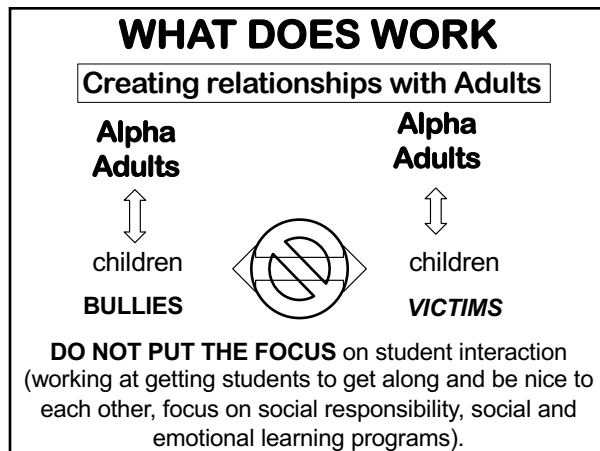 WHAT DOES WORK
Creating relationships with Adults
Alpha
Adults
Alpha
Adults
children
children
BULLIES
VICTIMS
DO NOT PUT THE FOCUS on student interaction
(working at getting students to get along and be nice to
each other, focus on social responsibility, social and
emotional learning programs).